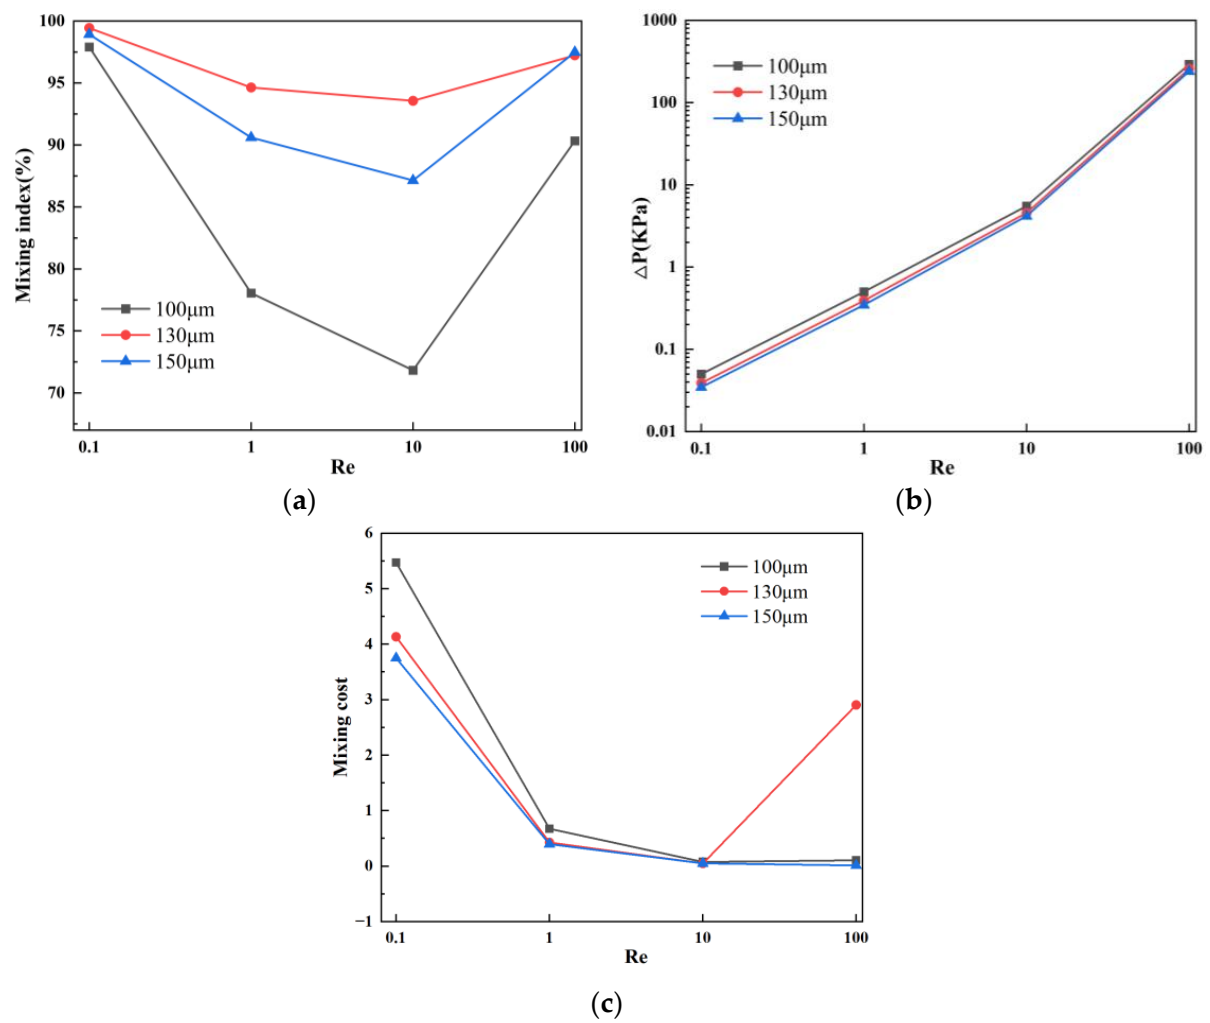 100
95
90
85
80
75
70
Mixing index(%)
100μm
130μm
150μm
0.1 1 10 100
Re
(a)
1000
100
10
1
0.1
0.01
△P(KPa)
100μm
130μm
150μm
0.1 1 10 100
Re
(b)
6
5
4
3
2
1
0
−1
Mixing cost
100μm
130μm
150μm
0.1 1 10 100
Re
(c)